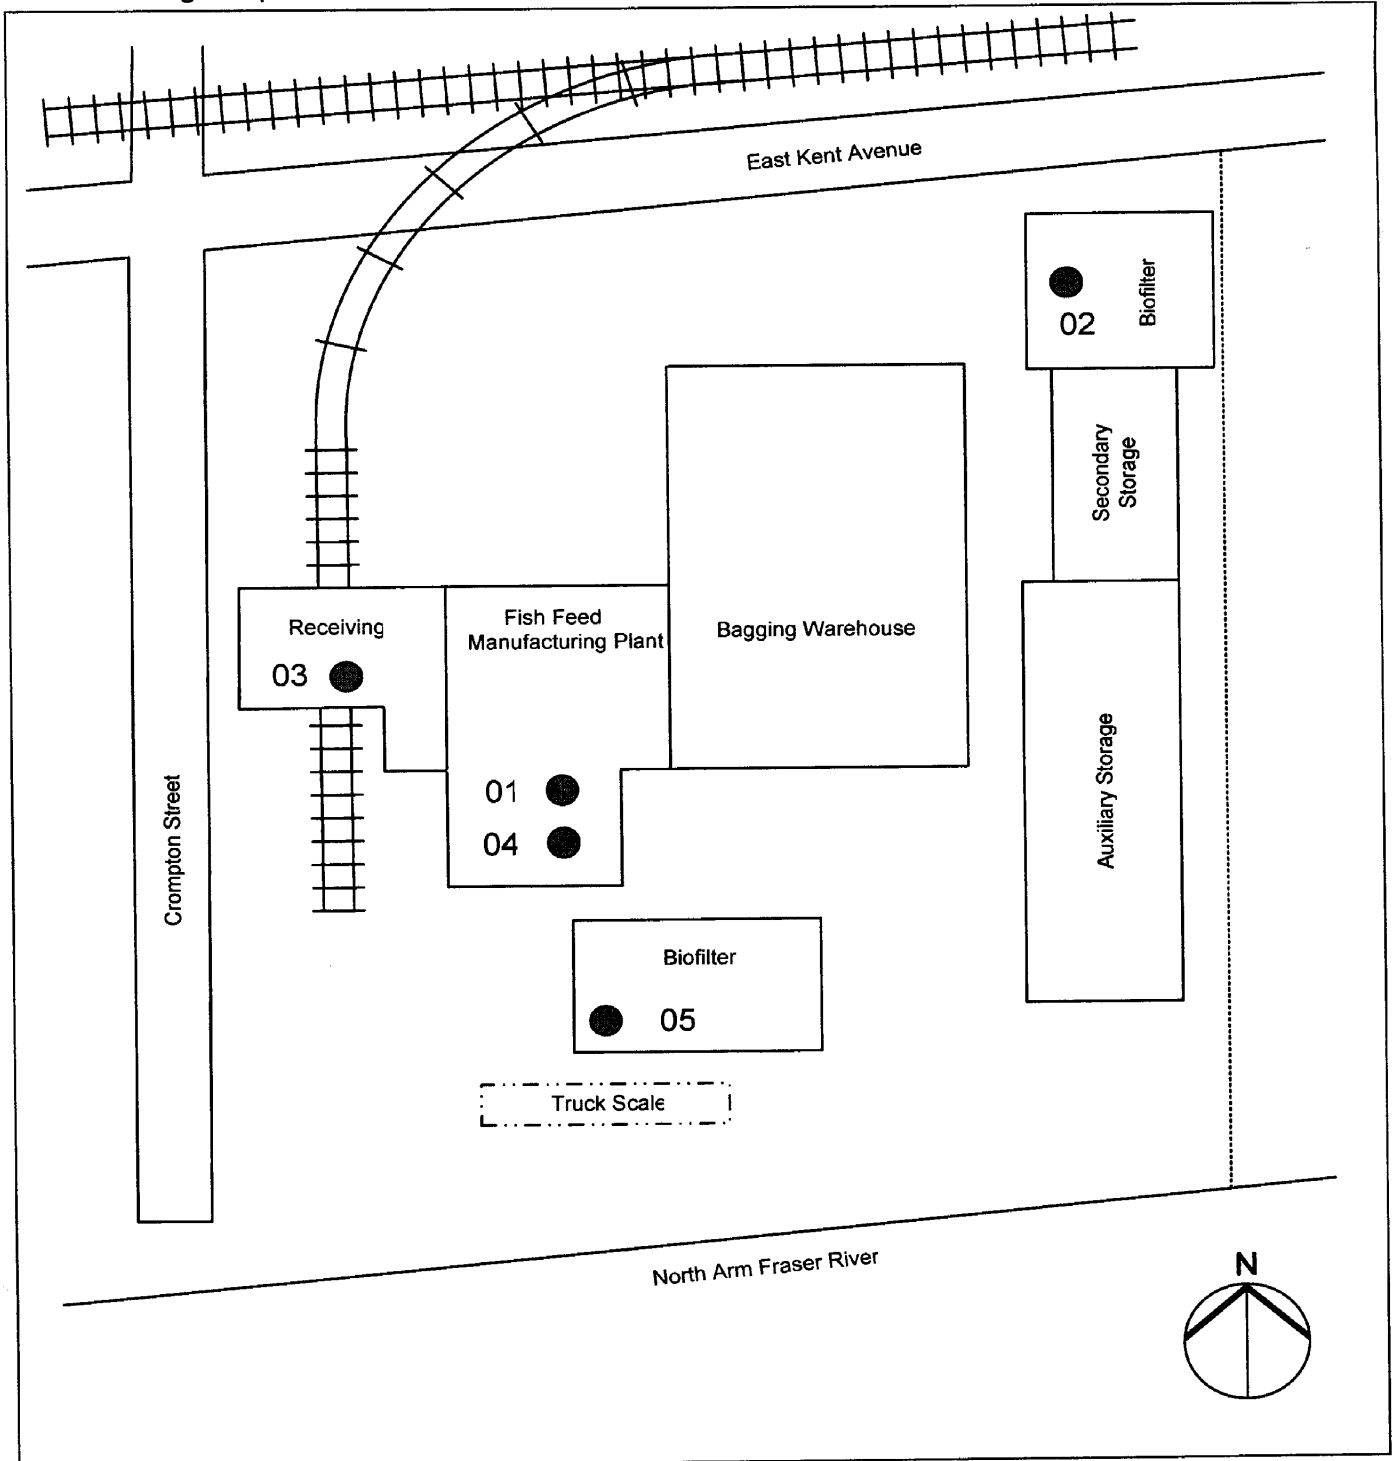 East Kent Avenue
02
Biofilter
Secondary
Storage
Receiving
03
Fish Feed
Manufacturing Plant
Bagging Warehouse
01
04
Auxiliary Storage
Crompton Street
Biofilter
05
Truck Scale
North Arm Fraser River
N